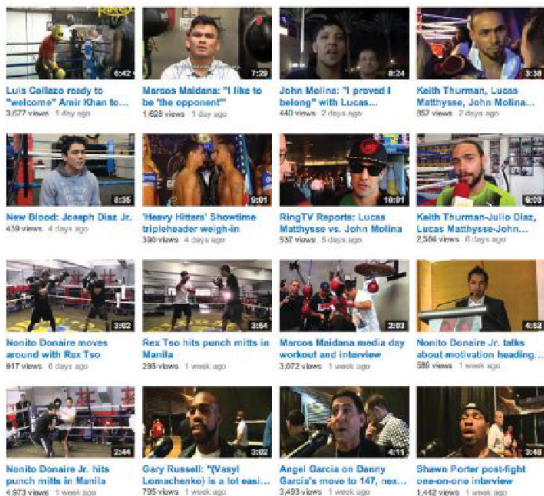 6:42
7:29
8:24
3:38
Luis Collazo ready to
"welcome" Amir Khan to...
3,677 views 1 day ago
Marcos Maidana: "I like to
be 'the opponent'"
1,628 views 1 day ago
John Molina: "I proved I
belong" with Lucas...
440 views 2 days ago
Keith Thurman, Lucas
Matthysse, John Molina...
857 views 2 days ago
8:35
9:01
10:01
6:03
New Blood: Joseph Diaz Jr.
439 views 4 days ago
'Heavy Hitters' Showtime
tripleheader weigh-in
390 views 4 days ago
RingTV Reports: Lucas
Matthysse vs. John Molina
537 views 5 days ago
Keith Thurman-Julio Diaz,
Lucas Matthysse-John...
2,586 views 6 days ago
3:02
3:54
2:03
4:52
Nonito Donaire moves
around with Rex Tso
917 views 6 days ago
Rex Tso hits punch mitts in
Manila
295 views 1 week ago
Marcos Maidana media day
workout and interview
3,072 views 1 week ago
Nonito Donaire Jr. talks
about motivation heading...
586 views 1 week ago
2:44
3:02
4:11
3:48
Nonito Donaire Jr. hits
punch mitts in Manila
4,973 views 1 week ago
Gary Russell: "(Vasyl
Lomachenko) is a lot easi...
795 views 1 week ago
Angel Garcia on Danny
Garcia's move to 147, nex...
3,493 views 1 week ago
Shawn Porter post-fight
one-on-one interview
1,442 views 1 week ago